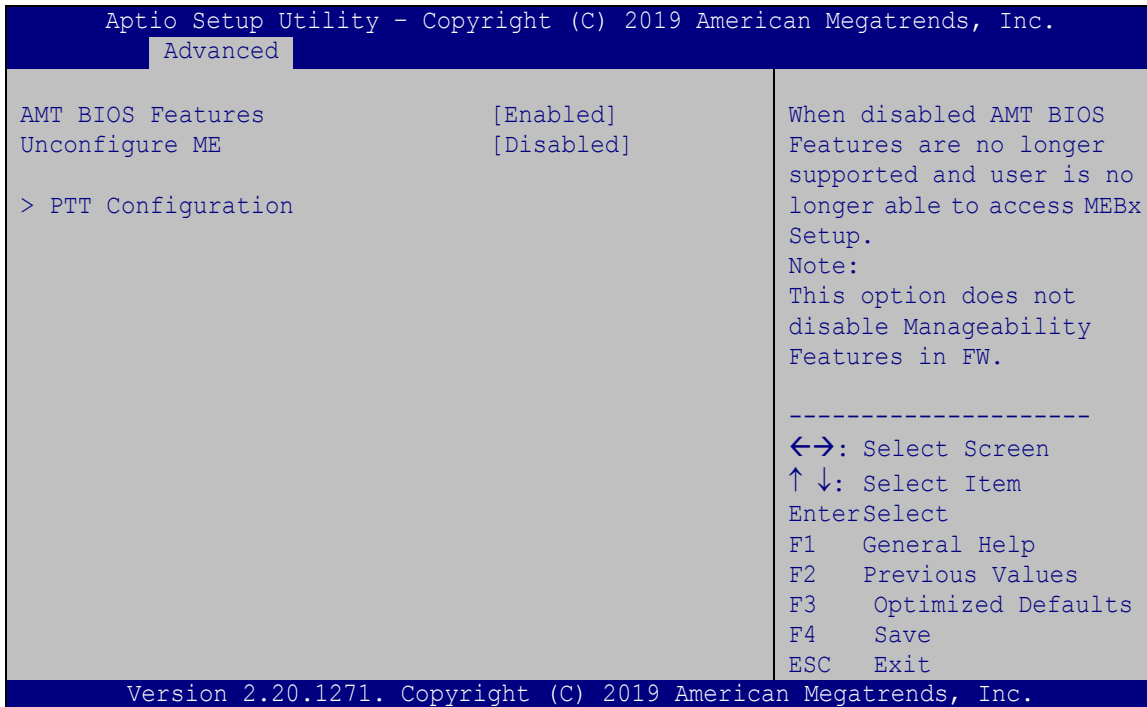 Aptio Setup Utility – Copyright (C) 2019 American Megatrends, Inc.
Advanced
AMT BIOS Features [Enabled]
Unconfigure ME [Disabled]
> PTT Configuration
When disabled AMT BIOS
Features are no longer
supported and user is no
longer able to access MEBx
Setup.
Note:
This option does not
disable Manageability
Features in FW.
---------------------
←→: Select Screen
↑ ↓: Select Item
EnterSelect
F1 General Help
F2 Previous Values
F3 Optimized Defaults
F4 Save
ESC Exit
Version 2.20.1271. Copyright (C) 2019 American Megatrends, Inc.